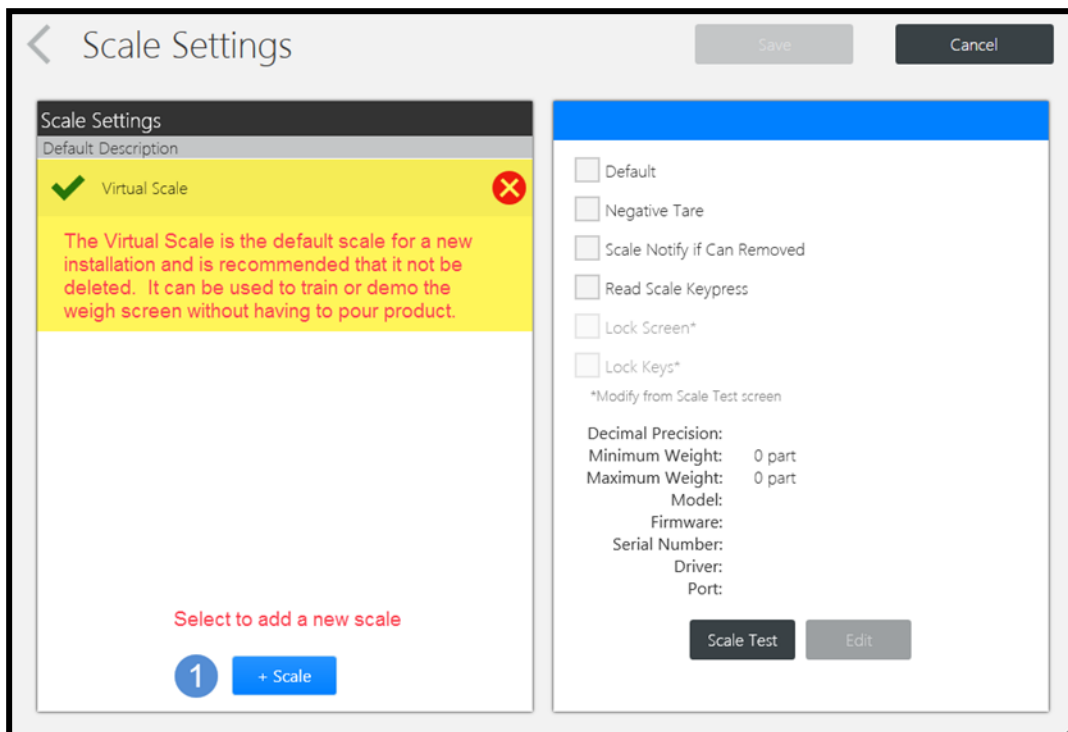 Scale Settings
Save
Cancel
Scale Settings
Default Description
Virtual Scale
The Virtual Scale is the default scale for a new
installation and is recommended that it not be
deleted. It can be used to train or demo the
weigh screen without having to pour product.
Select to add a new scale
1
+ Scale
Default
Negative Tare
Scale Notify if Can Removed
Read Scale Keypress
Lock Screen*
Lock Keys*
*Modify from Scale Test screen
Decimal Precision:
Minimum Weight: 0 part
Maximum Weight: 0 part
Model:
Firmware:
Serial Number:
Driver:
Port:
Scale Test
Edit